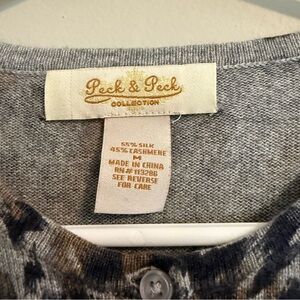 Peck & Peck
COLLECTION
55% SILK
45% CASHMERE
M
MADE IN CHINA
RN# 113286
SEE REVERSE
FOR CARE